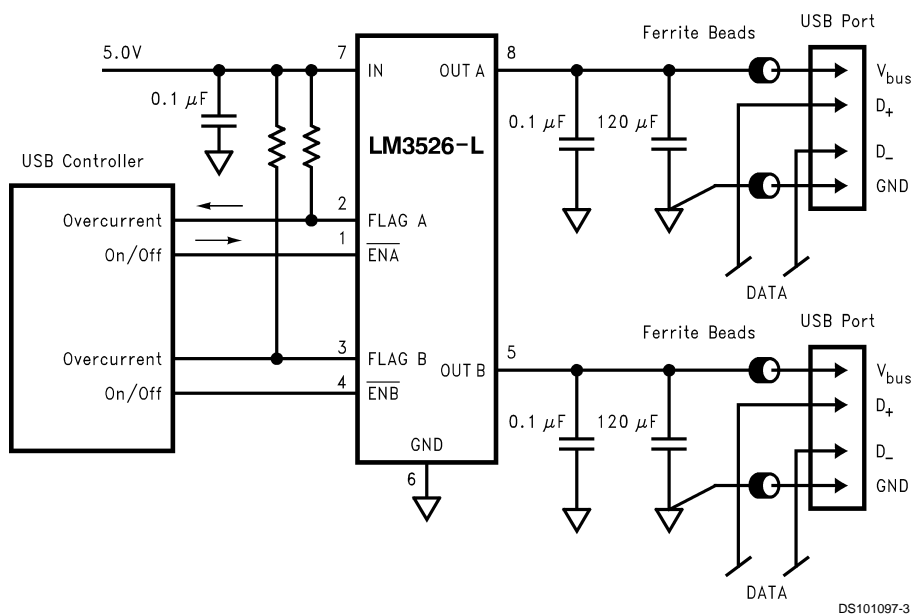 USB Port
Ferrite Beads
5.0V
7
IN
OUT A
8
V_bus
0.1 μF
LM3526-L
0.1 μF
120 μF
D_+
D_–
GND
USB Controller
Overcurrent
2
FLAG A
On/Off
1
ENA
DATA
USB Port
Ferrite Beads
Overcurrent
3
FLAG B
OUT B
5
V_bus
On/Off
4
ENB
D_+
0.1 μF
120 μF
GND
6
D_–
GND
DATA
DS101097-3